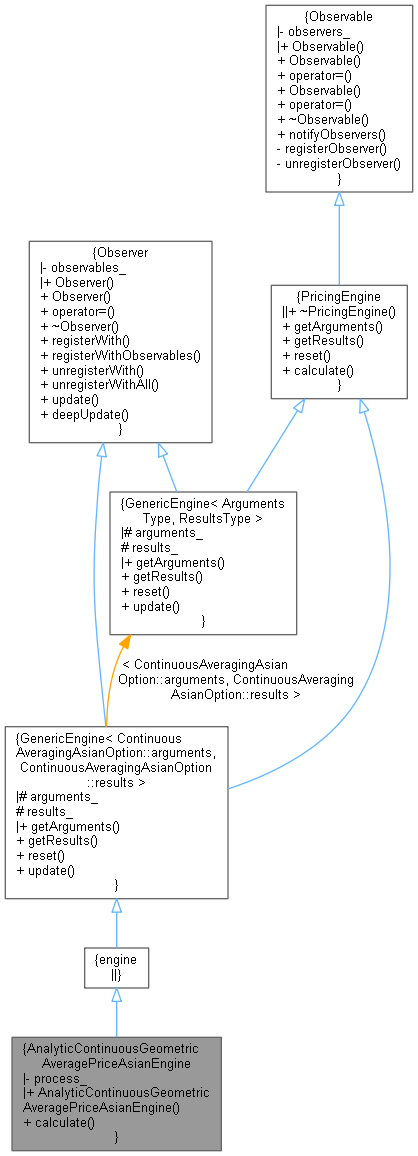 {Observable
|- observers_
|+ Observable()
+ Observable()
+ operator=()
+ Observable()
+ operator=()
+ ~Observable()
+ notifyObservers()
- registerObserver()
- unregisterObserver()
}
{Observer
|- observables_
|+ Observer()
+ Observer()
+ operator=()
+ ~Observer()
+ registerWith()
+ registerWithObservables()
+ unregisterWith()
+ unregisterWithAll()
+ update()
+ deepUpdate()
}
{PricingEngine
||+ ~PricingEngine()
+ getArguments()
+ getResults()
+ reset()
+ calculate()
}
{GenericEngine< Arguments
Type, ResultsType >
|# arguments_
# results_
|+ getArguments()
+ getResults()
+ reset()
+ update()
}
< ContinuousAveragingAsian
Option::arguments, ContinuousAveraging
AsianOption::results >
{GenericEngine< Continuous
AveragingAsianOption::arguments,
ContinuousAveragingAsianOption
::results >
|# arguments_
# results_
|+ getArguments()
+ getResults()
+ reset()
+ update()
}
{engine
||}
{AnalyticContinuousGeometric
AveragePriceAsianEngine
|- process_
|+ AnalyticContinuousGeometric
AveragePriceAsianEngine()
+ calculate()
}